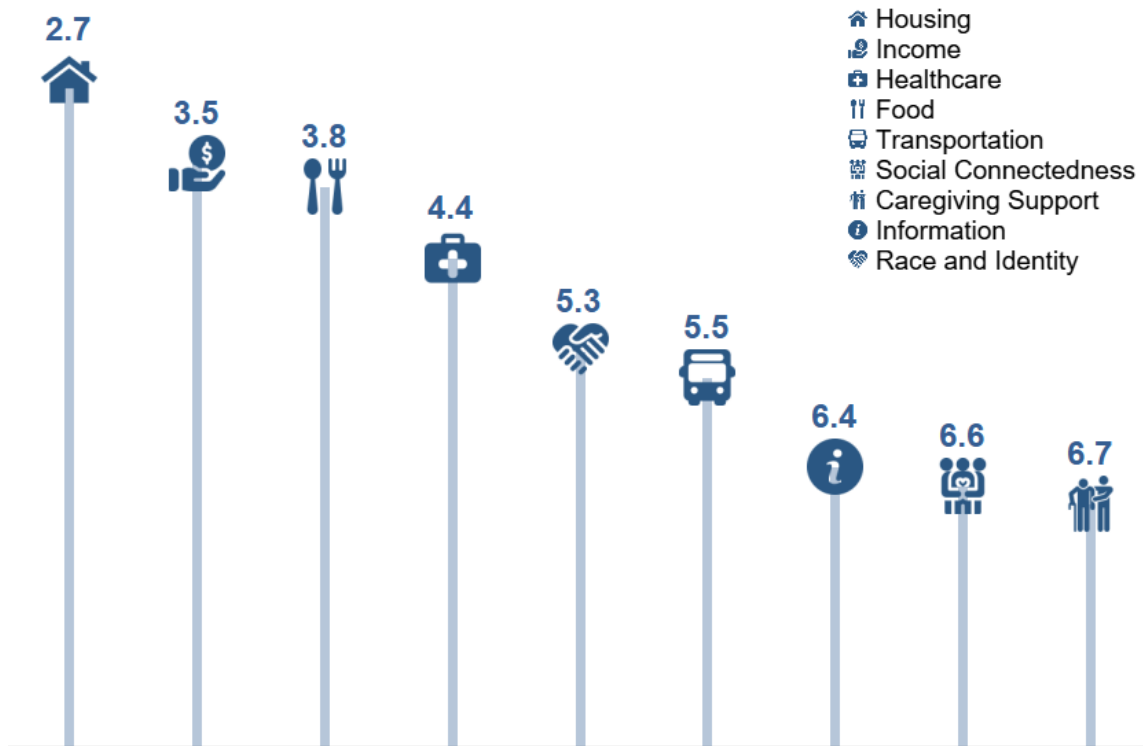 2.7
3.5
3.8
4.4
5.3
5.5
6.4
6.6
6.7
Housing
Income
Healthcare
Food
Transportation
Social Connectedness
Caregiving Support
Information
Race and Identity